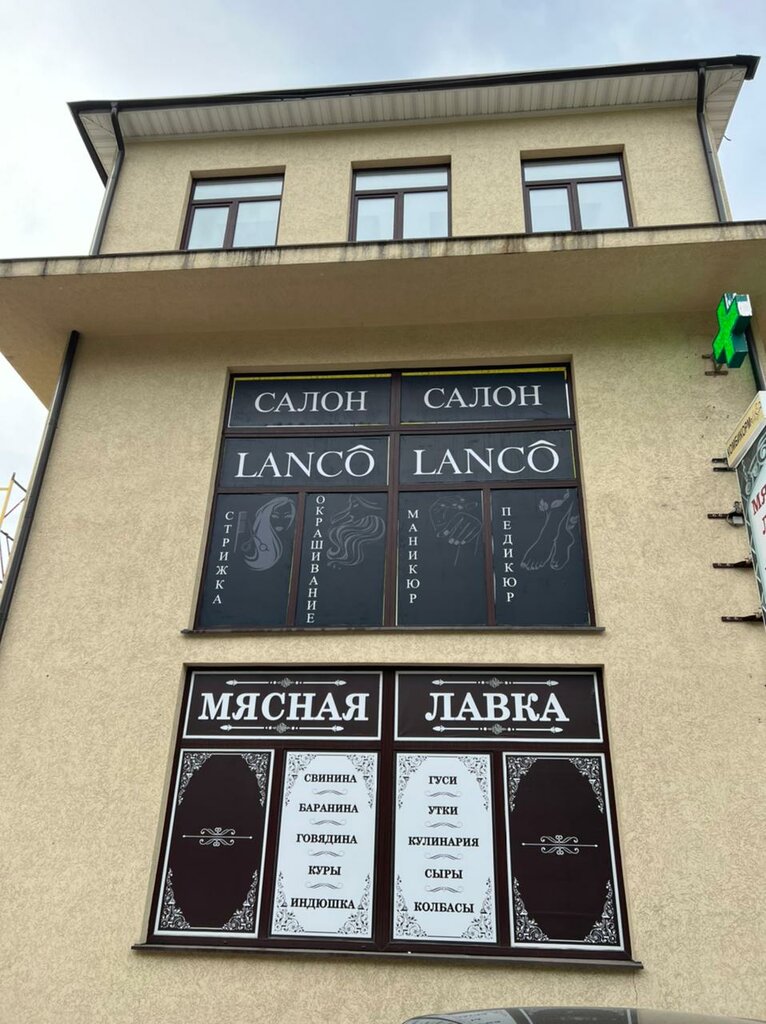 САЛОН САЛОН
LANCÔ LANCÔ
СТРИЖКА
ОКРАШИВАНИЕ
МАНИКЮР
ПЕДИКЮР
МЯСНАЯ ЛАВКА
СВИНИНА
БАРАНИНА
ГОВЯДИНА
КУРЫ
ИНДЮШКА
ГУСИ
УТКИ
КУЛИНАРИЯ
СЫРЫ
КОЛБАСЫ